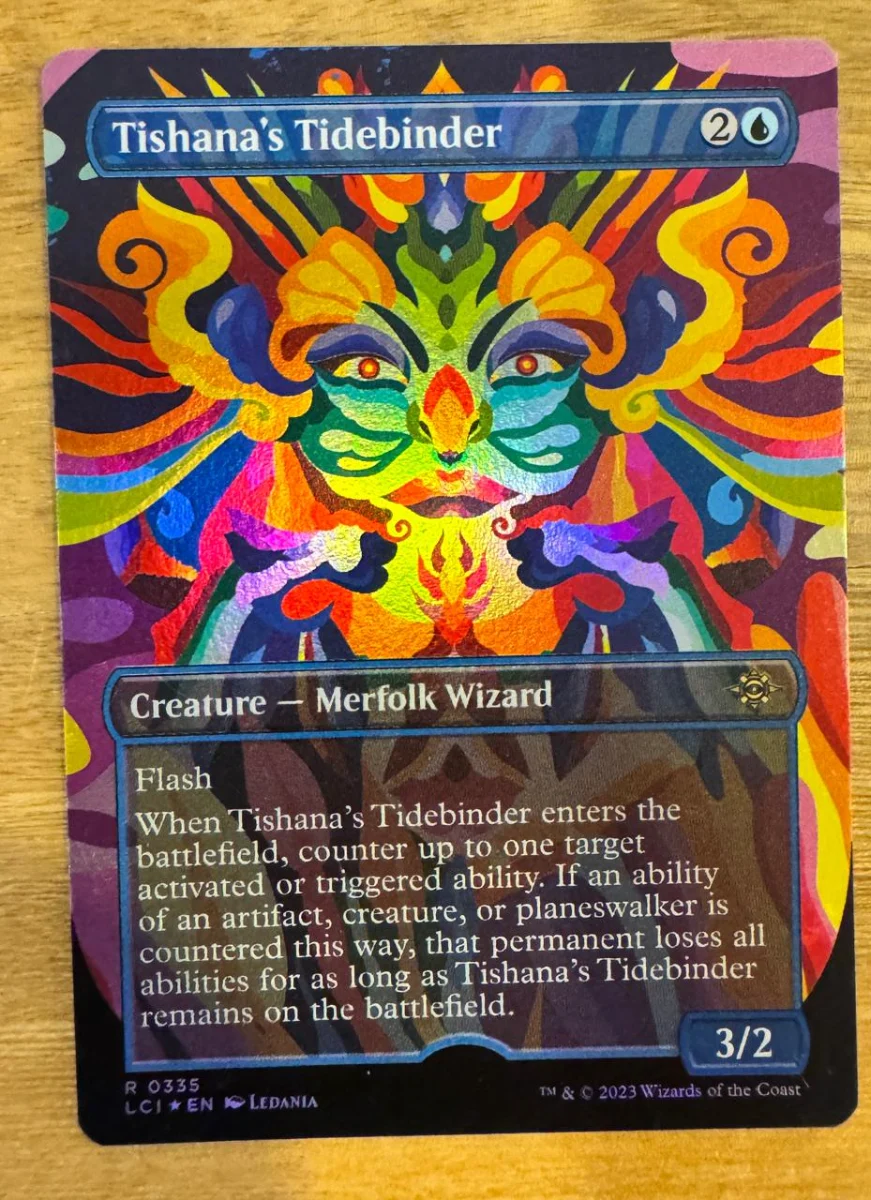 Tishana's Tidebinder 2
Creature — Merfolk Wizard
Flash
When Tishana's Tidebinder enters the
battlefield, counter up to one target
activated or triggered ability. If an ability
of an artifact, creature, or planeswalker is
countered this way, that permanent loses all
abilities for as long as Tishana's Tidebinder
remains on the battlefield.
3/2
R 0335
LCI ★ EN LEDANIA
™ & © 2023 Wizards of the Coast